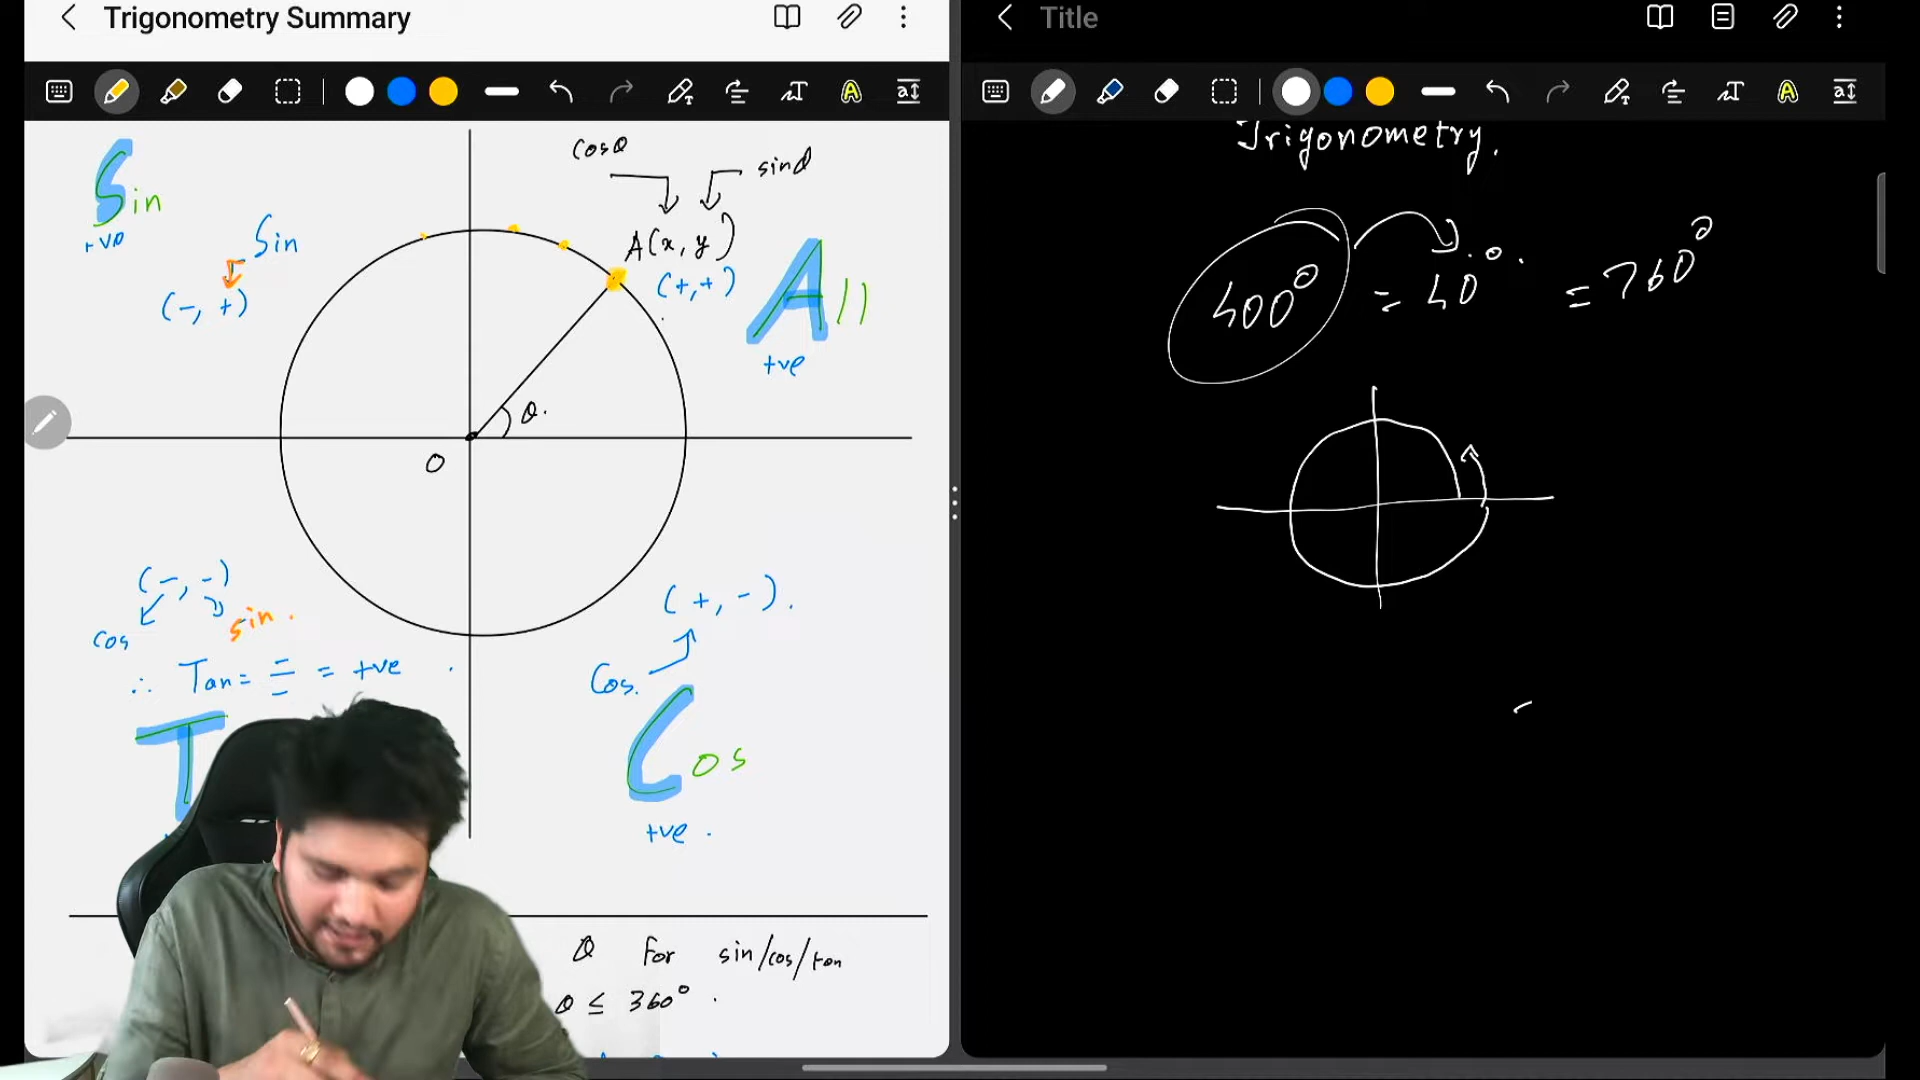 Trigonometry Summary
Sin
+ve
Sin
(-, +)
cosθ
sinθ
A(x, y)
(+,+)
All
+ve
θ.
O
(-, -)
cos
sin.
∴ Tan = - / - = +ve
T
(+, -).
Cos.
Cos
+ve.
θ For sin/cos/tan
θ ≤ 360°.
Title
Trigonometry.
400° = 40° = 760°